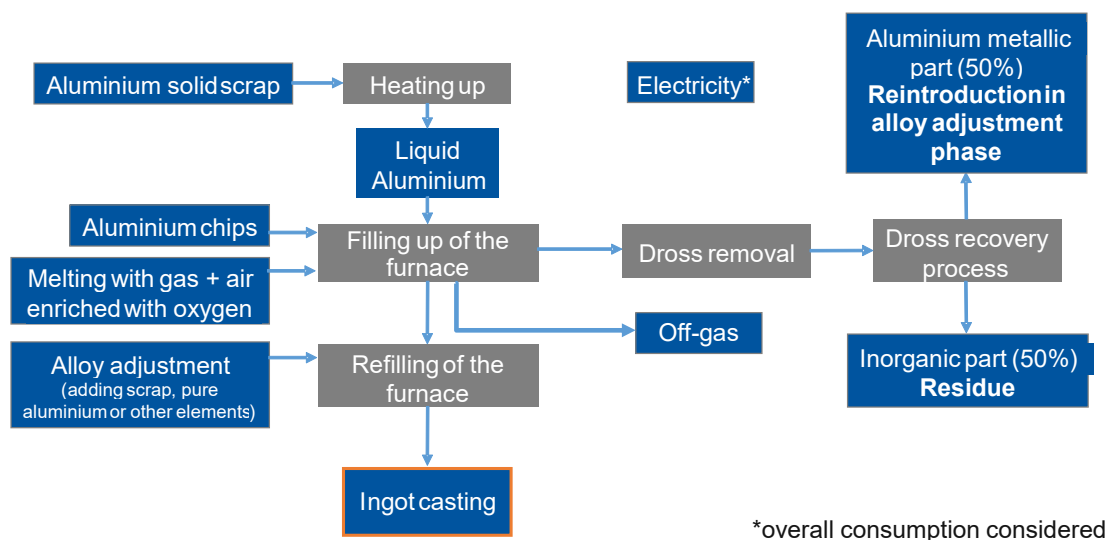 Aluminium solid scrap
Heating up
Electricity*
Aluminium metallic
part (50%)
Reintroduction in
alloy adjustment
phase
Liquid
Aluminium
Aluminium chips
Filling up of the
furnace
Dross removal
Dross recovery
process
Melting with gas + air
enriched with oxygen
Off-gas
Alloy adjustment
(adding scrap, pure
aluminium or other elements)
Refilling of the
furnace
Inorganic part (50%)
Residue
Ingot casting
*overall consumption considered